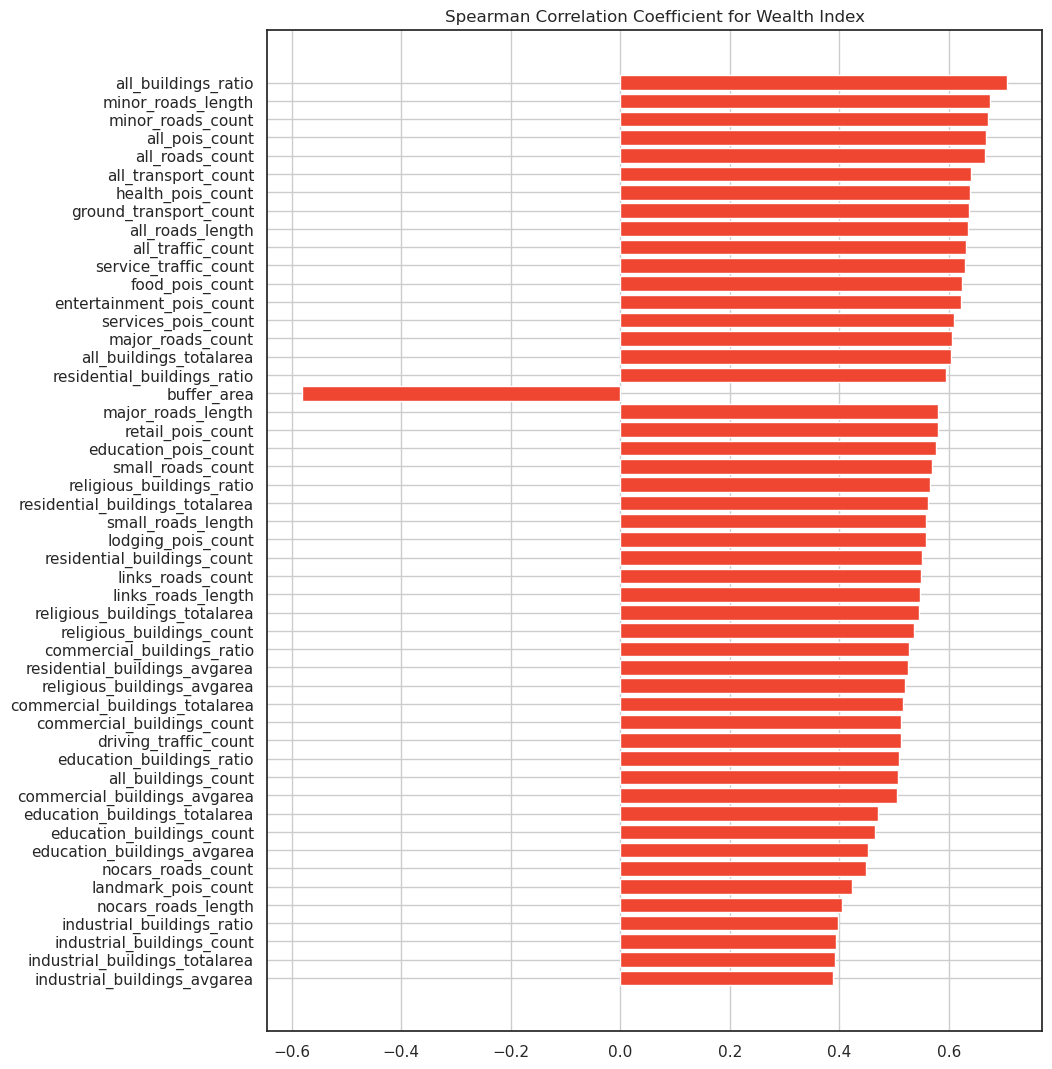 Spearman Correlation Coefficient for Wealth Index
all_buildings_ratio
minor_roads_length
minor_roads_count
all_pois_count
all_roads_count
all_transport_count
health_pois_count
ground_transport_count
all_roads_length
all_traffic_count
service_traffic_count
food_pois_count
entertainment_pois_count
services_pois_count
major_roads_count
all_buildings_totalarea
residential_buildings_ratio
buffer_area
major_roads_length
retail_pois_count
education_pois_count
small_roads_count
religious_buildings_ratio
residential_buildings_totalarea
small_roads_length
lodging_pois_count
residential_buildings_count
links_roads_count
links_roads_length
religious_buildings_totalarea
religious_buildings_count
commercial_buildings_ratio
residential_buildings_avgarea
religious_buildings_avgarea
commercial_buildings_totalarea
commercial_buildings_count
driving_traffic_count
education_buildings_ratio
all_buildings_count
commercial_buildings_avgarea
education_buildings_totalarea
education_buildings_count
education_buildings_avgarea
nocars_roads_count
landmark_pois_count
nocars_roads_length
industrial_buildings_ratio
industrial_buildings_count
industrial_buildings_totalarea
industrial_buildings_avgarea
−0.6 −0.4 −0.2 0.0 0.2 0.4 0.6